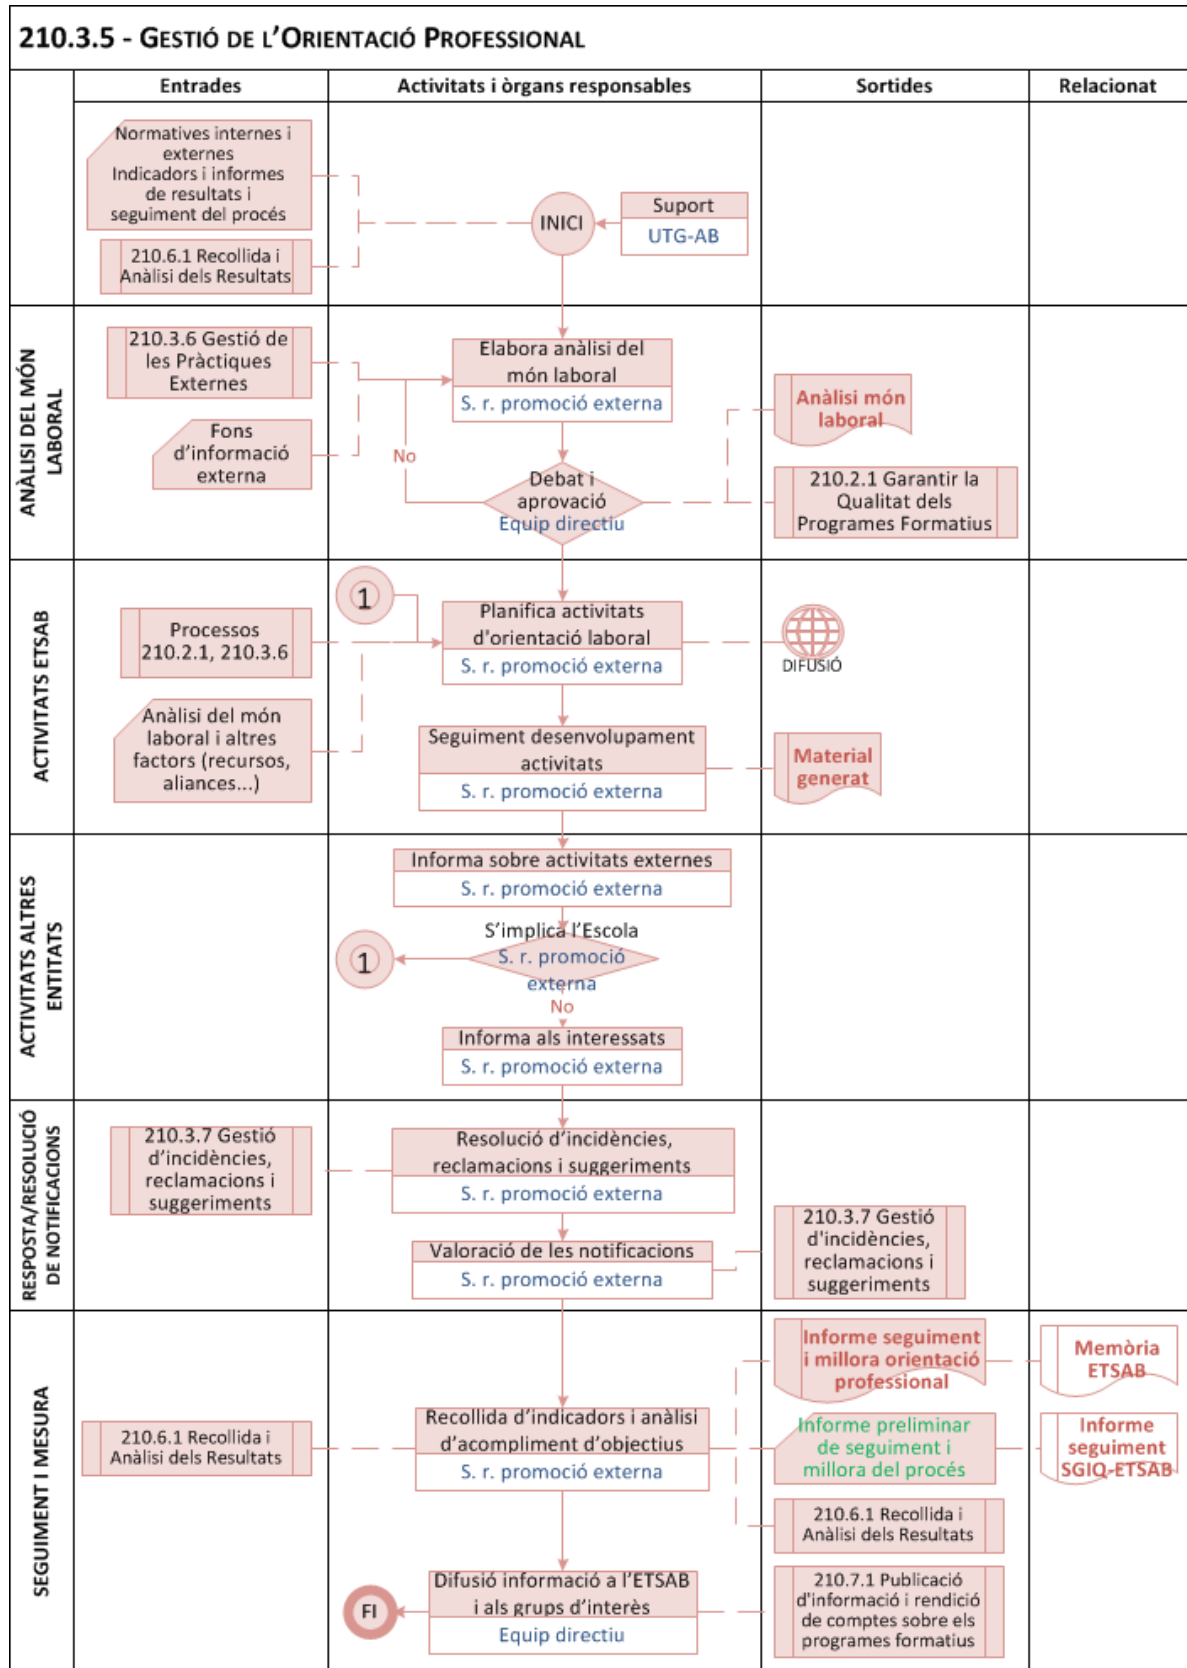 210.3.5 - GESTIÓ DE L'ORIENTACIÓ PROFESSIONAL
Entrades
Activitats i òrgans responsables
Sortides
Relacionat
Normatives internes i
externes
Indicadors i informes
de resultats i
seguiment del procés
210.6.1 Recollida i
Anàlisi dels Resultats
INICI
Suport
UTG-AB
ANÀLISI DEL MÓN
LABORAL
210.3.6 Gestió de
les Pràctiques
Externes
Fons
d'informació
externa
Elabora anàlisi del
món laboral
S. r. promoció externa
No
Debat i
aprovació
Equip directiu
Anàlisi món
laboral
210.2.1 Garantir la
Qualitat dels
Programes Formatius
ACTIVITATS ETSAB
1
Processos
210.2.1, 210.3.6
Anàlisi del món
laboral i altres
factors (recursos,
aliances...)
Planifica activitats
d'orientació laboral
S. r. promoció externa
Seguiment desenvolupament
activitats
S. r. promoció externa
DIFUSIÓ
Material
generat
ACTIVITATS ALTRES
ENTITATS
Informa sobre activitats externes
S. r. promoció externa
S'implica l'Escola
S. r. promoció
externa
1
No
Informa als interessats
S. r. promoció externa
RESPOSTA/RESOLUCIÓ
DE NOTIFICACIONS
210.3.7 Gestió
d'incidències,
reclamacions i
suggeriments
Resolució d'incidències,
reclamacions i suggeriments
S. r. promoció externa
Valoració de les notificacions
S. r. promoció externa
210.3.7 Gestió
d'incidències,
reclamacions i
suggeriments
SEGUIMENT I MESURA
210.6.1 Recollida i
Anàlisi dels Resultats
Recollida d'indicadors i anàlisi
d'acompliment d'objectius
S. r. promoció externa
Informe seguiment
i millora orientació
professional
Memòria
ETSAB
Informe preliminar
de seguiment i
millora del procés
Informe
seguiment
SGIQ-ETSAB
210.6.1 Recollida i
Anàlisi dels Resultats
FI
Difusió informació a l'ETSAB
i als grups d'interès
Equip directiu
210.7.1 Publicació
d'informació i rendició
de comptes sobre els
programes formatius